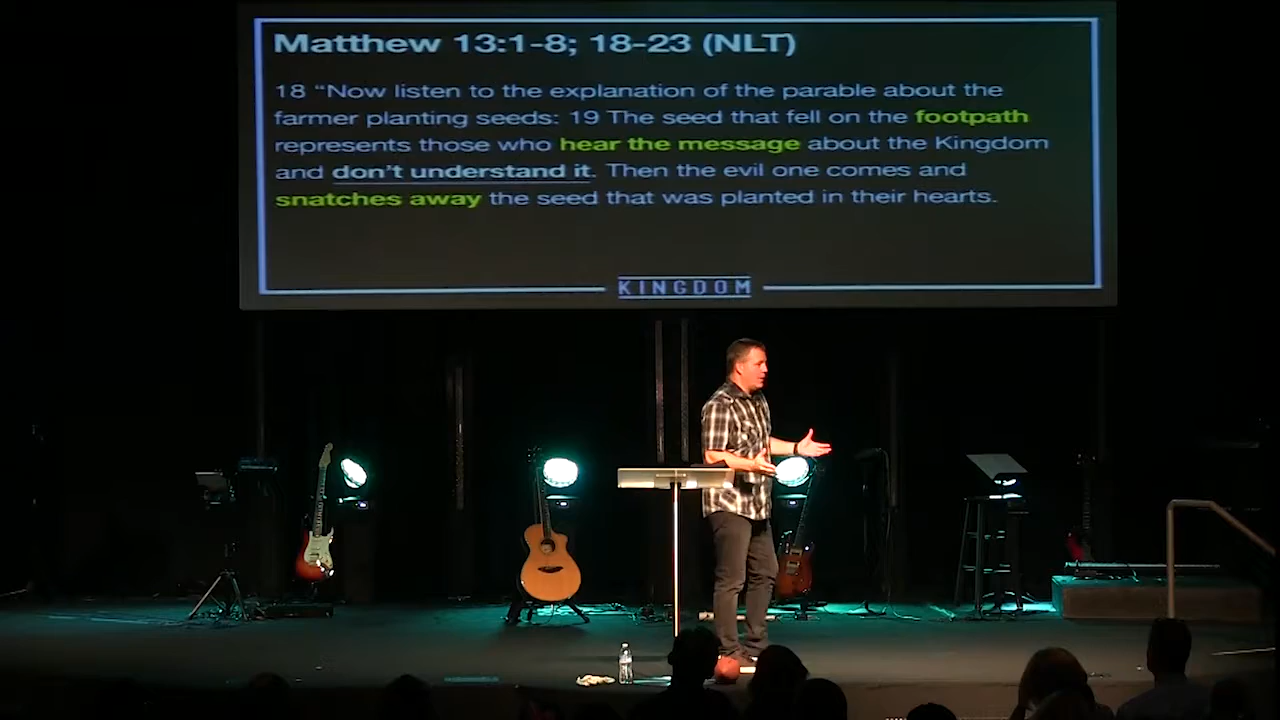 Matthew 13:1-8; 18-23 (NLT)
18 “Now listen to the explanation of the parable about the
farmer planting seeds: 19 The seed that fell on the footpath
represents those who hear the message about the Kingdom
and don’t understand it. Then the evil one comes and
snatches away the seed that was planted in their hearts.
KINGDOM